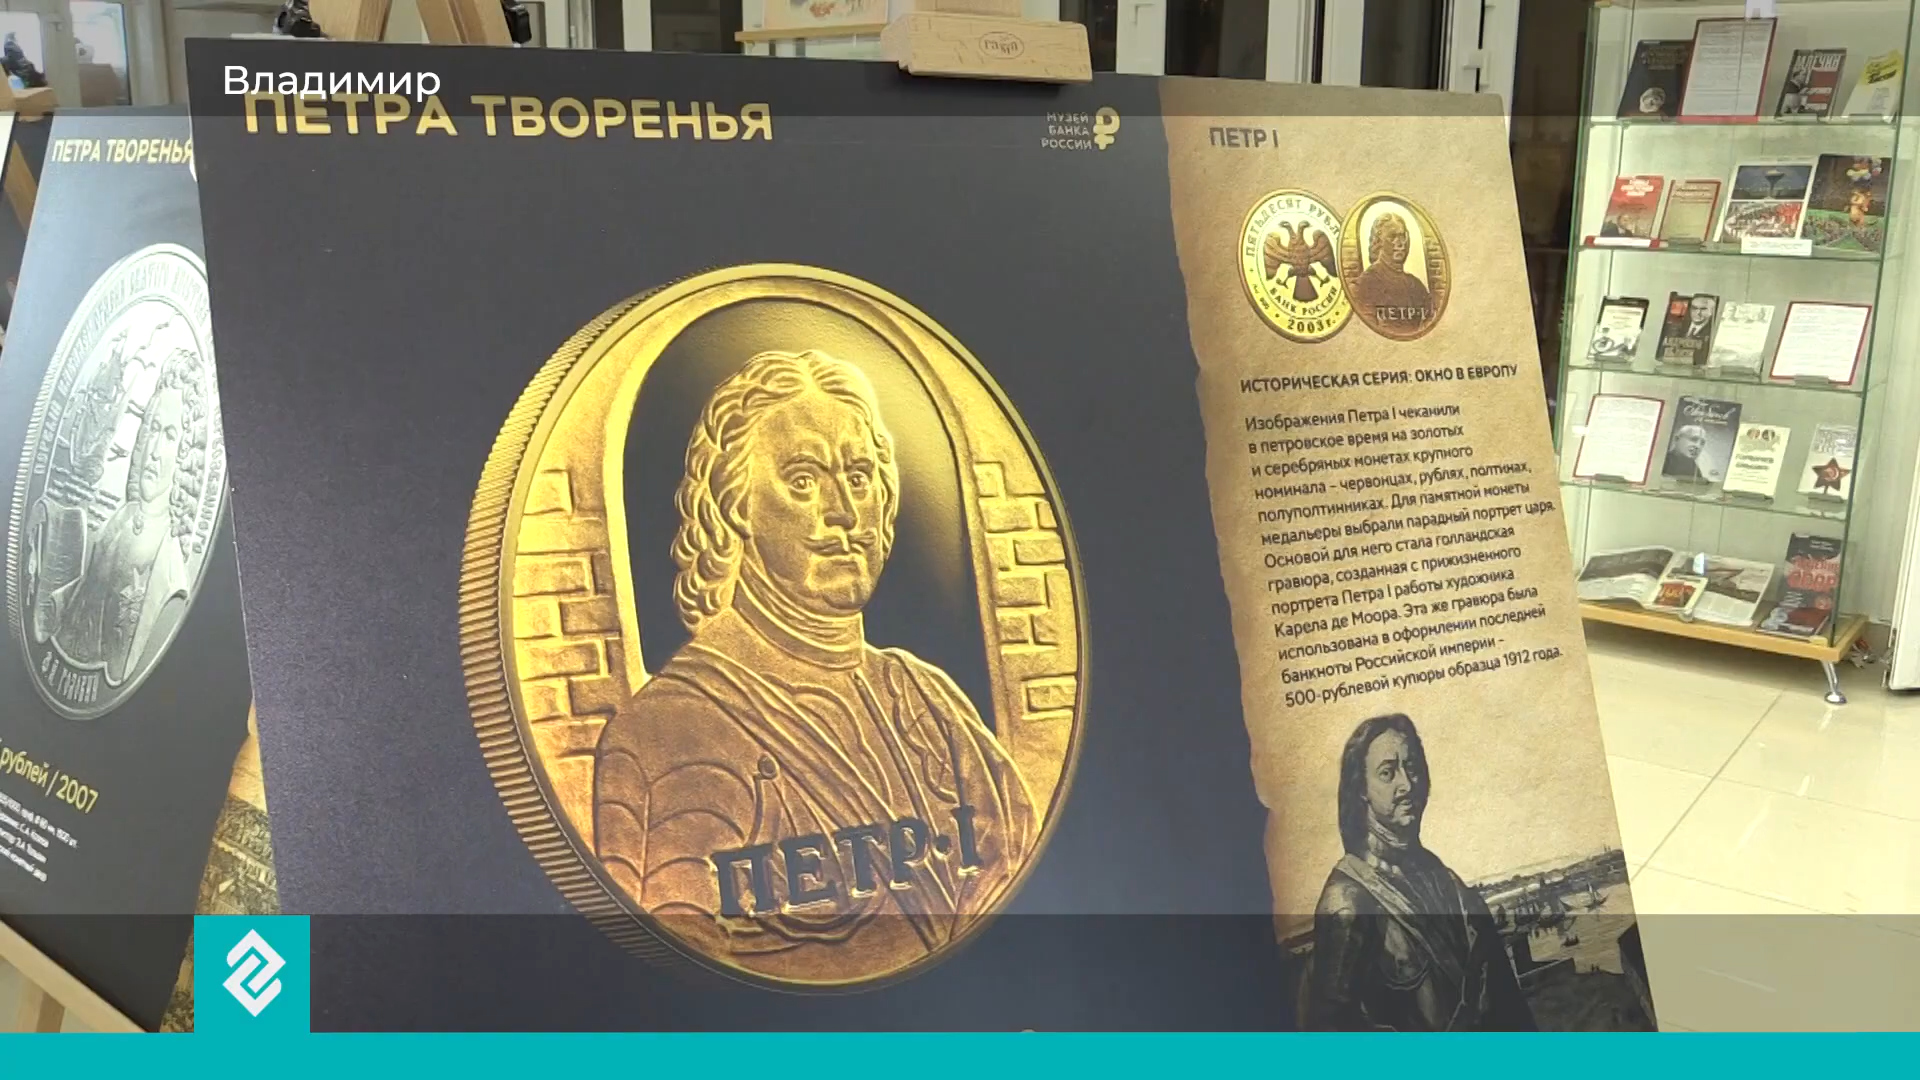 Владимир
ПЕТРА ТВОРЕНЬЯ
ПЕТРА ТВОРЕНЬЯ
МУЗЕЙ
БАНКА
РОССИИ
ПЕТР I
ПЯТЬДЕСЯТ РУБЛ
БАНК РОССИИ
2003 г.
ПЕТР·I
ИСТОРИЧЕСКАЯ СЕРИЯ: ОКНО В ЕВРОПУ
Изображения Петра I чеканили
в петровское время на золотых
и серебряных монетах крупного
номинала – червонцах, рублях, полтинах,
полуполтинниках. Для памятной монеты
медальеры выбрали парадный портрет царя.
Основой для него стала голландская
гравюра, созданная с прижизненного
портрета Петра I работы художника
Карела де Моора. Эта же гравюра была
использована в оформлении последней
банкноты Российской империи –
500-рублевой купюры образца 1912 года.
ПЕТР·I
рублей | 2007